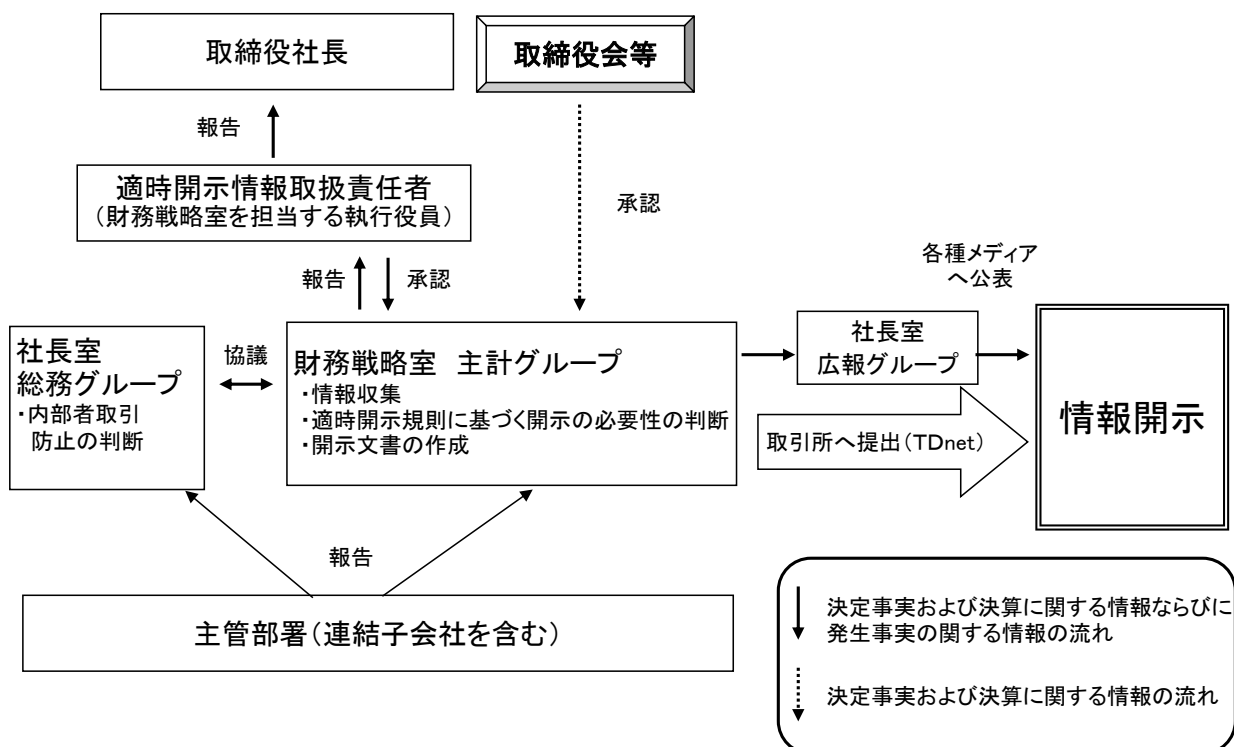 取締役社長
取締役会等
報告
適時開示情報取扱責任者
(財務戦略室を担当する執行役員)
承認
報告
承認
各種メディア
へ公表
社長室
総務グループ
・内部者取引
防止の判断
協議
財務戦略室 主計グループ
・情報収集
・適時開示規則に基づく開示の必要性の判断
・開示文書の作成
社長室
広報グループ
取引所へ提出(TDnet)
情報開示
報告
主管部署(連結子会社を含む)
決定事実および決算に関する情報ならびに
発生事実の関する情報の流れ
決定事実および決算に関する情報の流れ